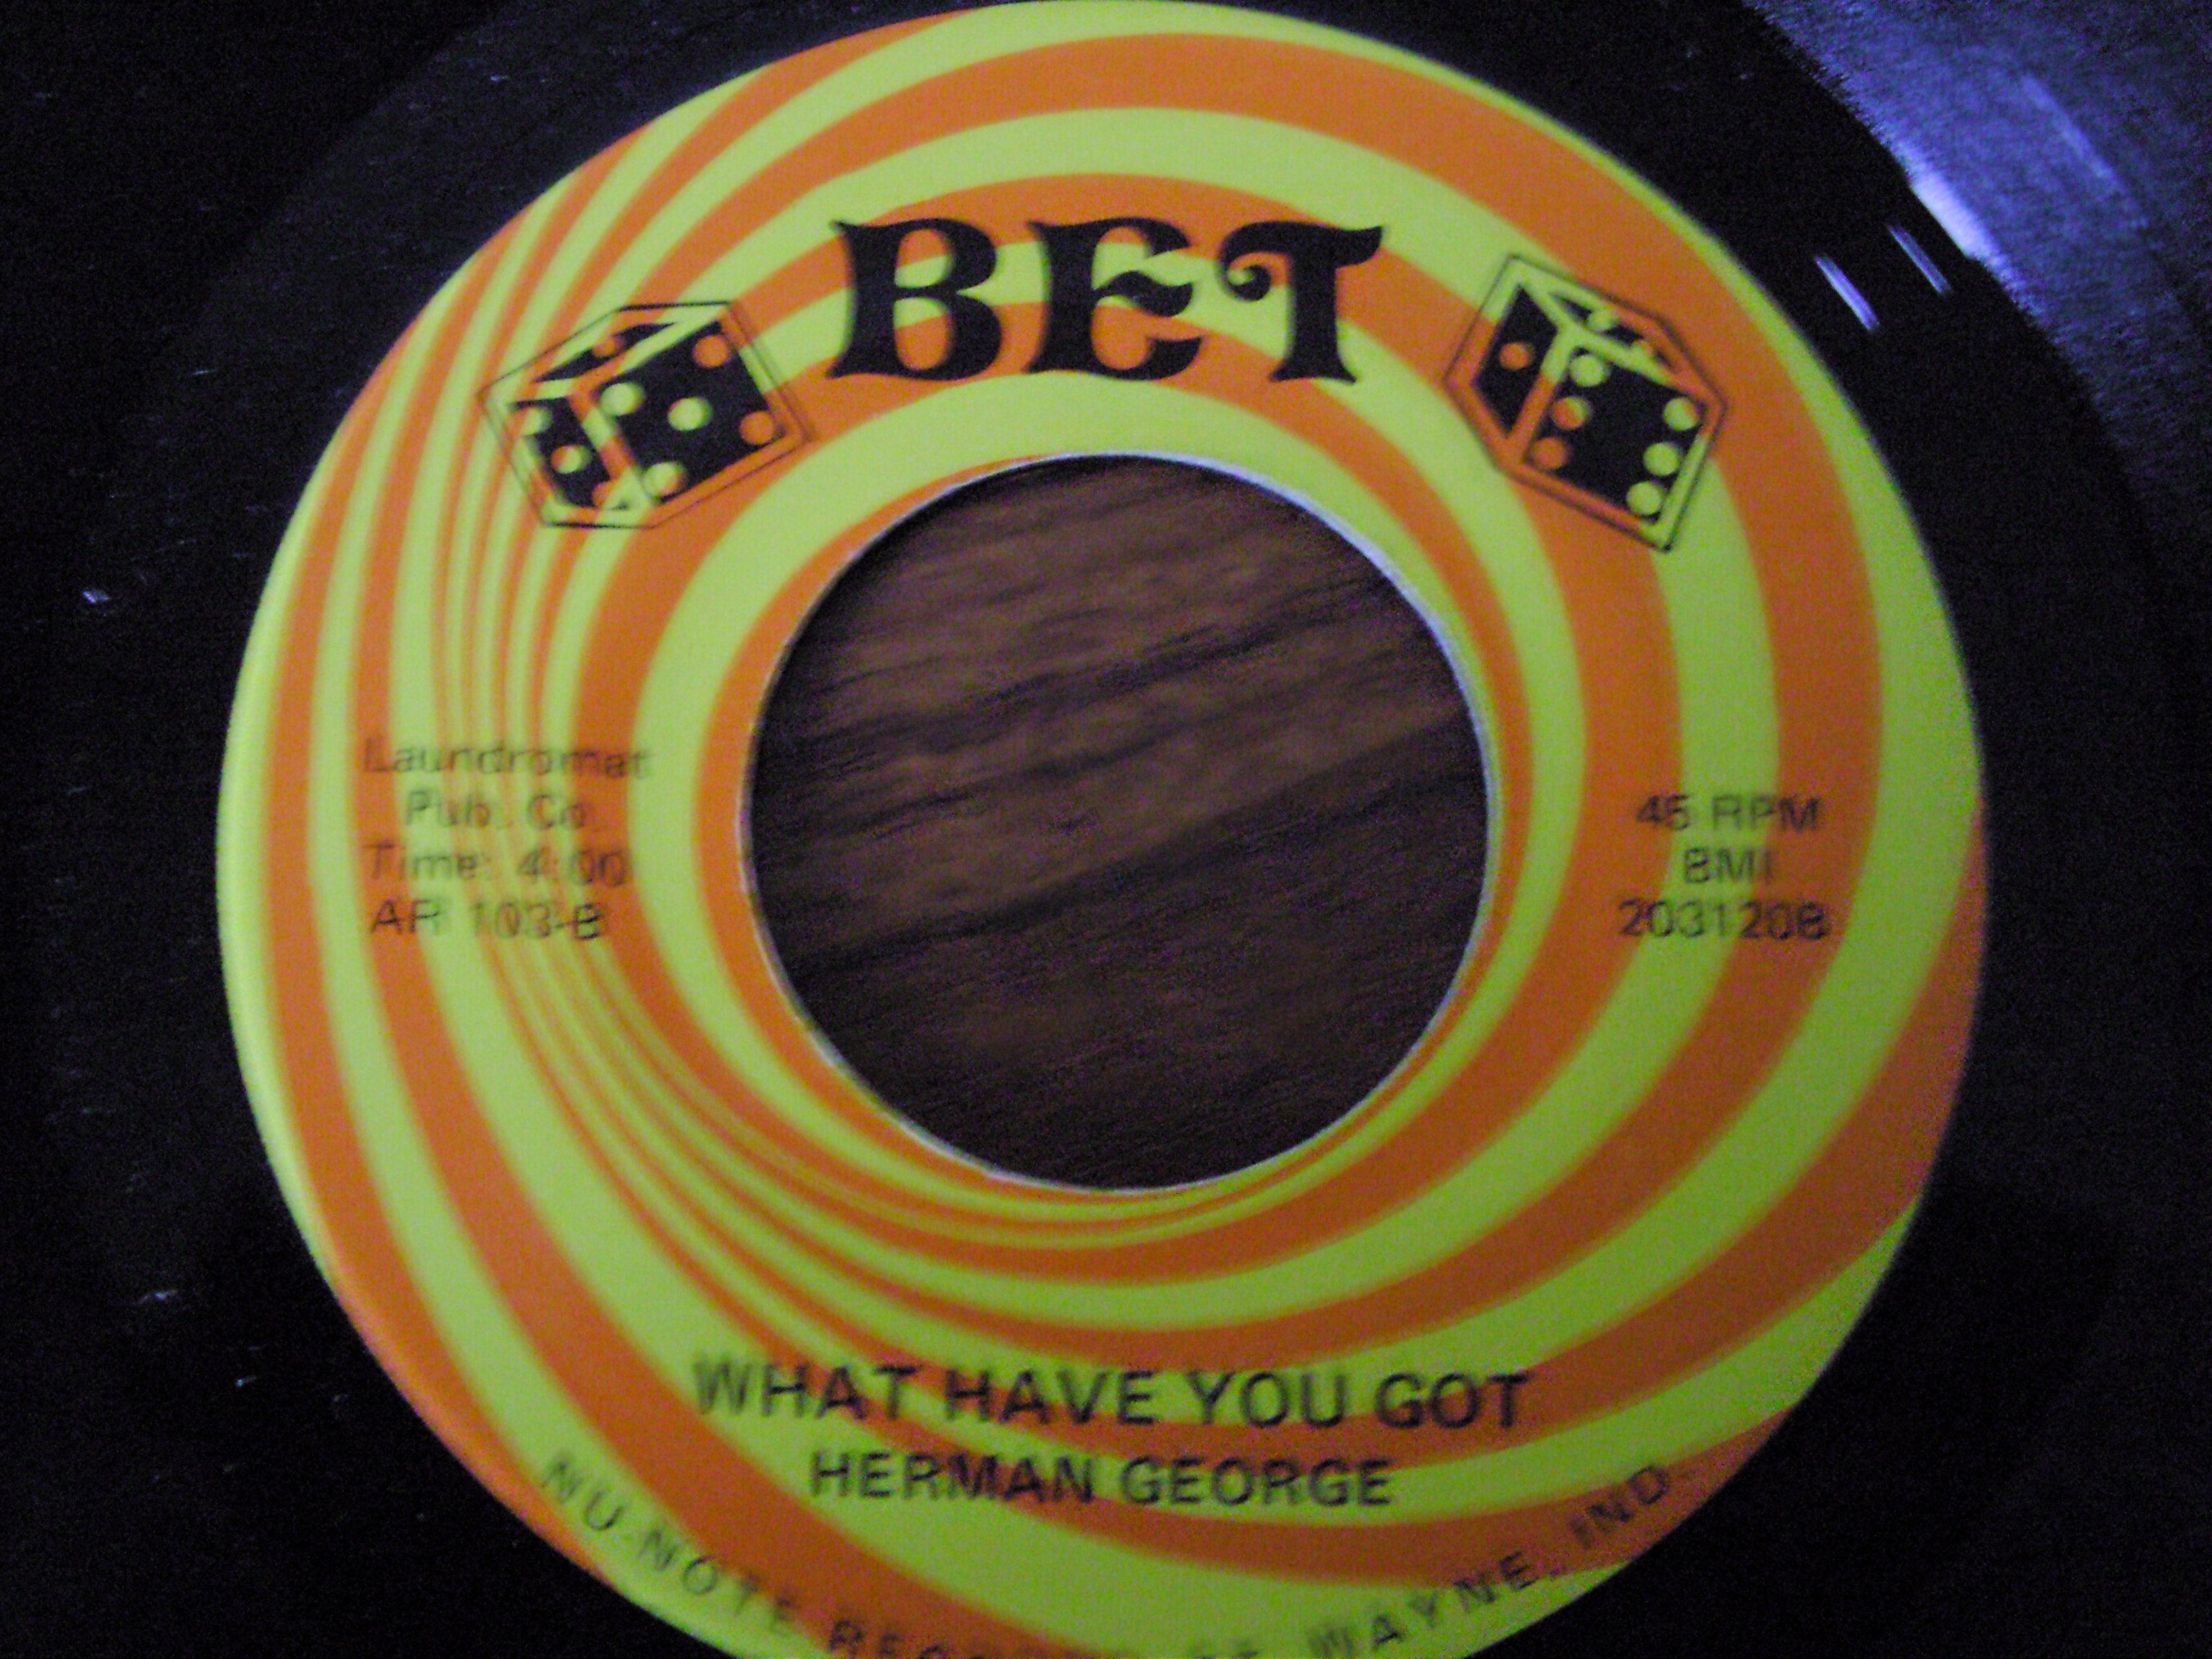 BET
Laundromat
Pub. Co.
Time: 4:00
AR 103-B
45 RPM
BMI
203120B
WHAT HAVE YOU GOT
HERMAN GEORGE
NU-NOTE WAYNE, IND.